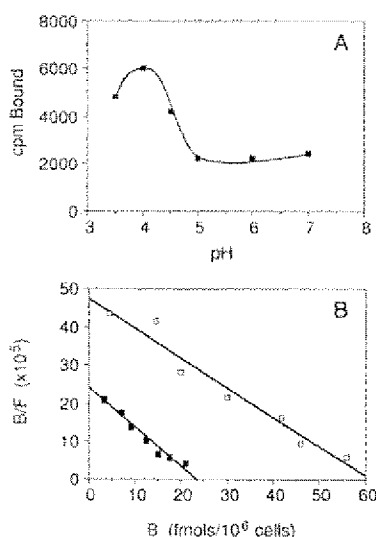 A
8000
6000
4000
2000
0
cpm Bound
3 4 5 6 7 8
pH
B
50
40
30
20
10
0
B/F (x10⁵)
0 10 20 30 40 50 60
B (fmols/10⁶ cells)